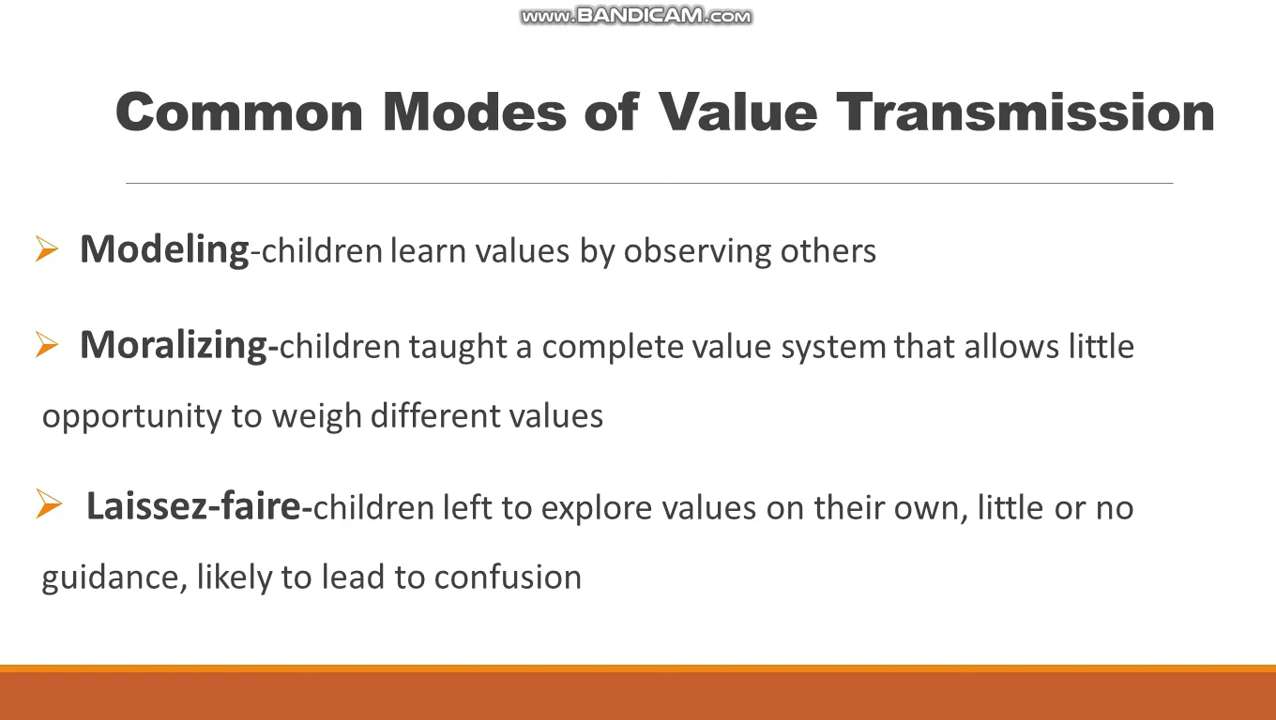 www.BANDICAM.com
Common Modes of Value Transmission
Modeling-children learn values by observing others
Moralizing-children taught a complete value system that allows little
opportunity to weigh different values
Laissez-faire-children left to explore values on their own, little or no
guidance, likely to lead to confusion